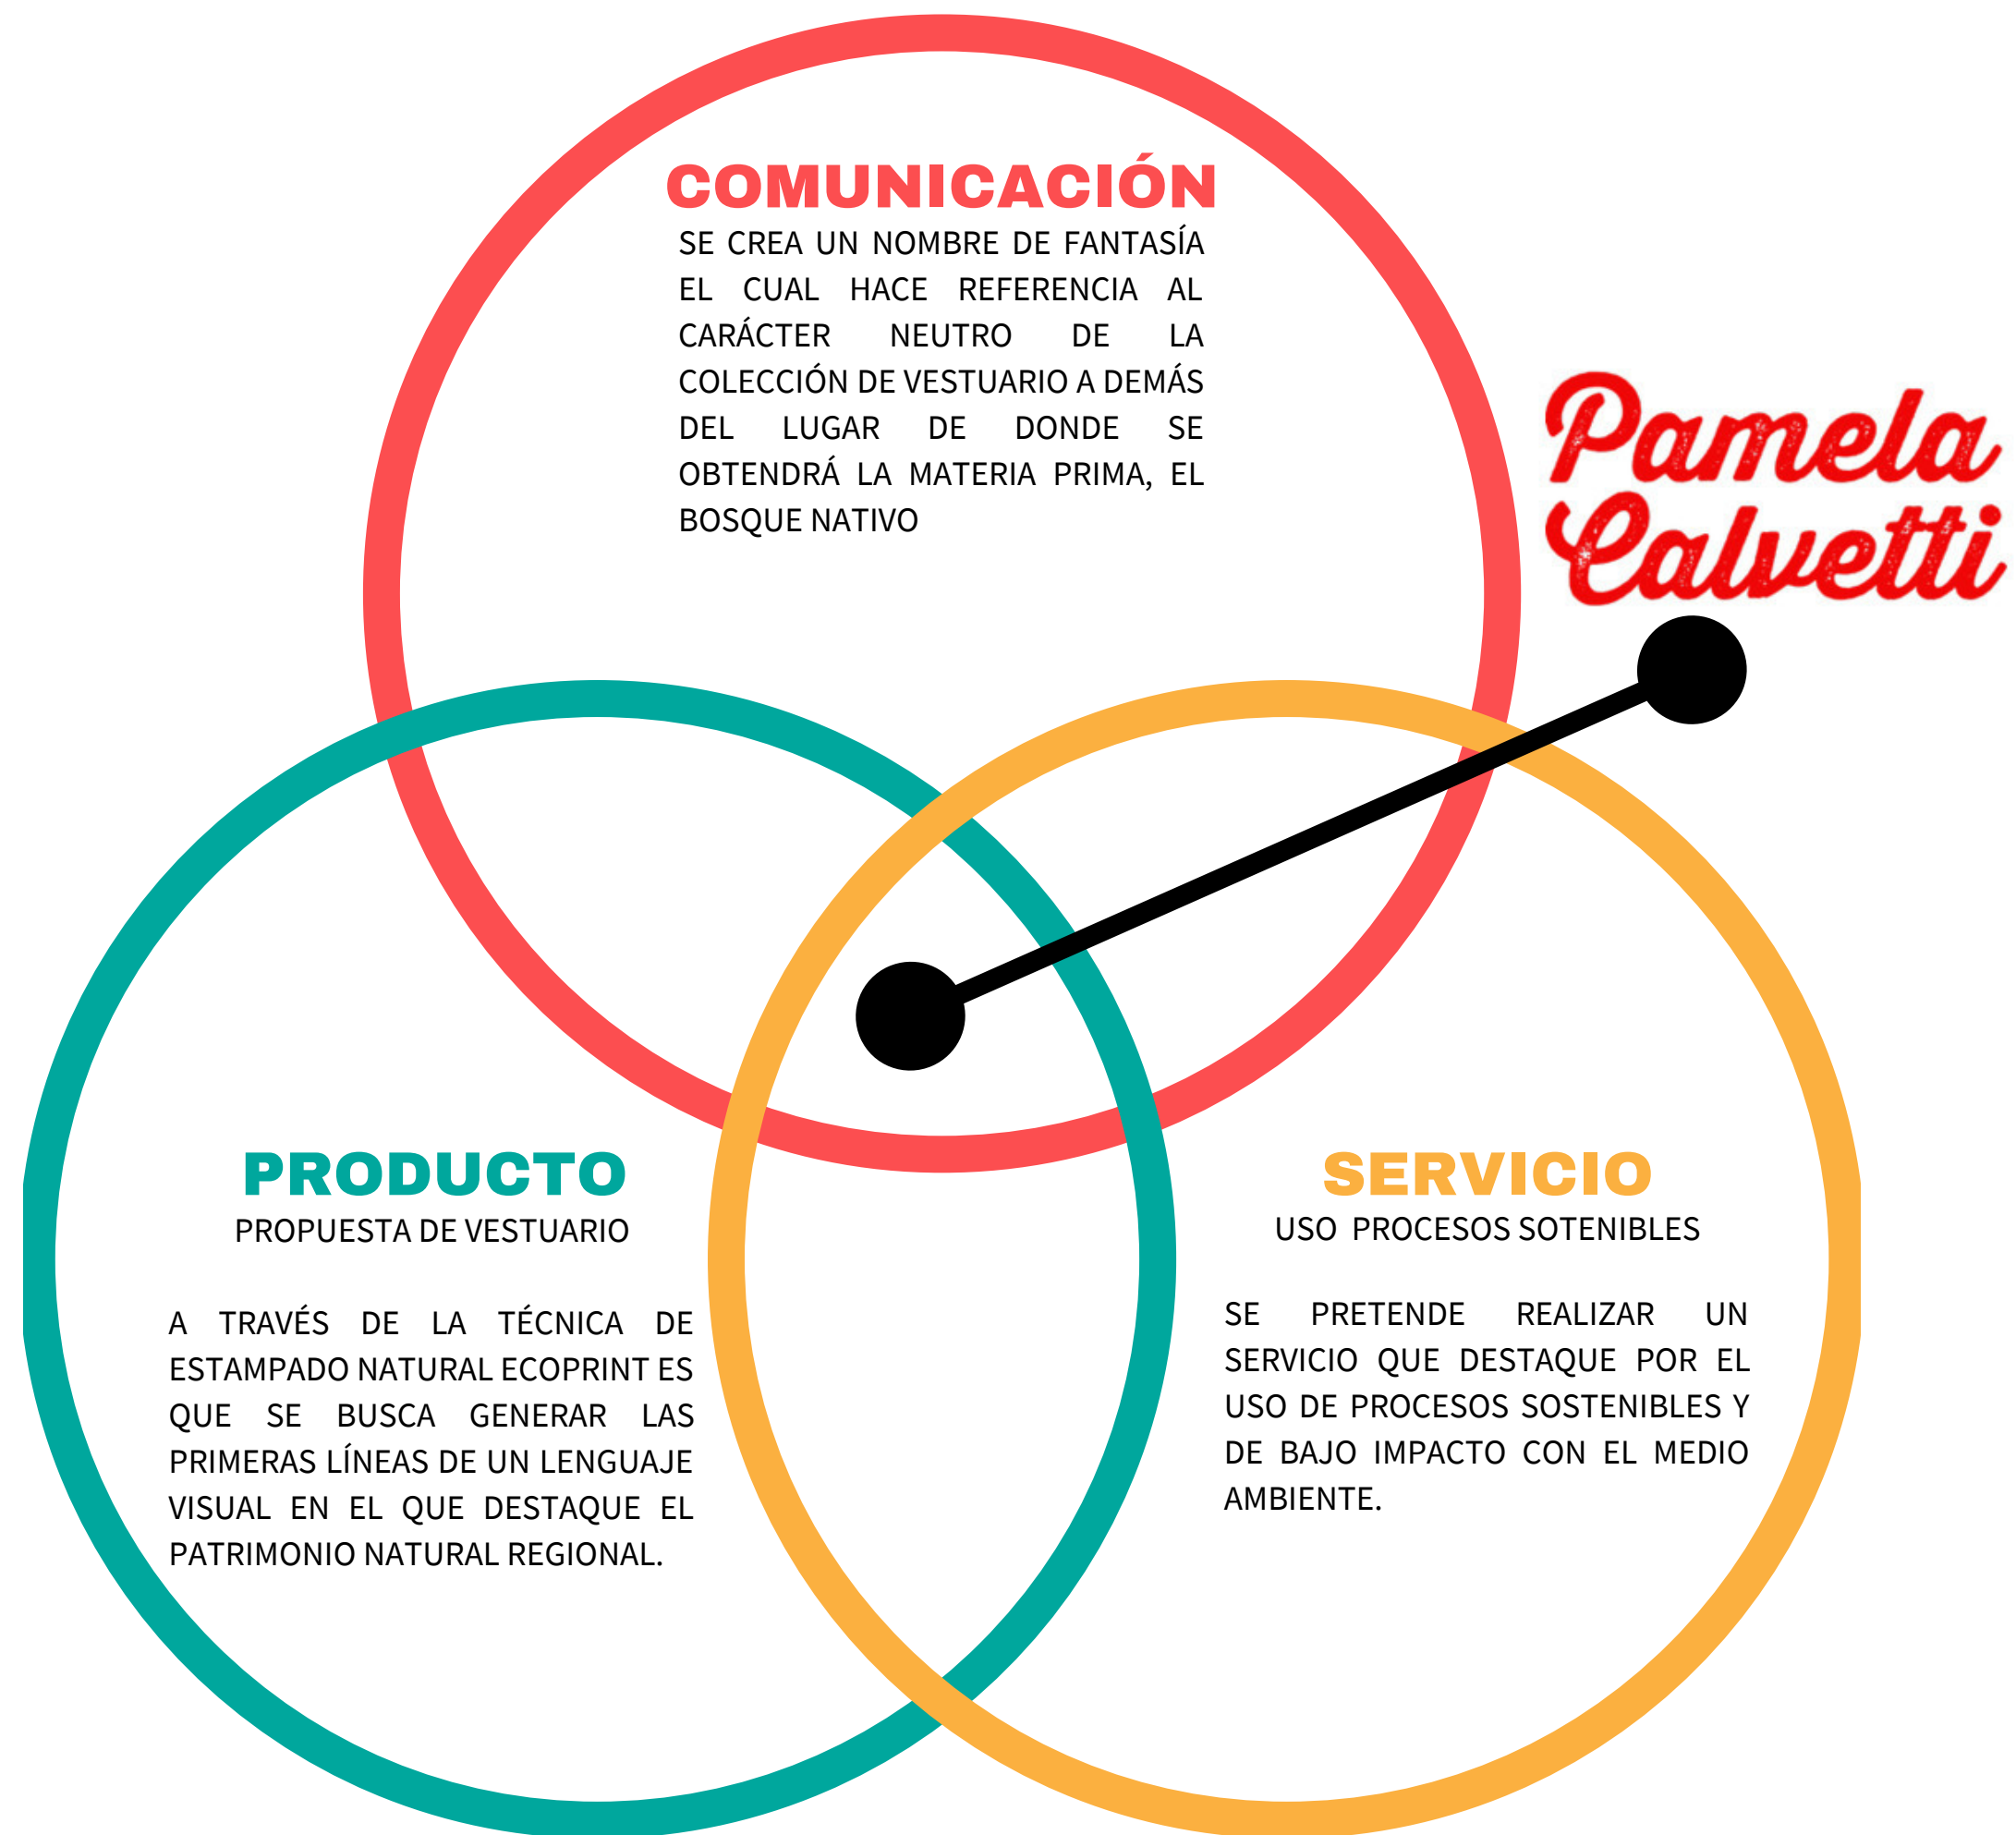 COMUNICACIÓN
SE CREA UN NOMBRE DE FANTASÍA
EL CUAL HACE REFERENCIA AL
CARÁCTER NEUTRO DE LA
COLECCIÓN DE VESTUARIO A DEMÁS
DEL LUGAR DE DONDE SE
OBTENDRÁ LA MATERIA PRIMA, EL
BOSQUE NATIVO
Pamela
Calvetti
PRODUCTO
PROPUESTA DE VESTUARIO
A TRAVÉS DE LA TÉCNICA DE
ESTAMPADO NATURAL ECOPRINT ES
QUE SE BUSCA GENERAR LAS
PRIMERAS LÍNEAS DE UN LENGUAJE
VISUAL EN EL QUE DESTAQUE EL
PATRIMONIO NATURAL REGIONAL.
SERVICIO
USO PROCESOS SOTENIBLES
SE PRETENDE REALIZAR UN
SERVICIO QUE DESTAQUE POR EL
USO DE PROCESOS SOSTENIBLES Y
DE BAJO IMPACTO CON EL MEDIO
AMBIENTE.